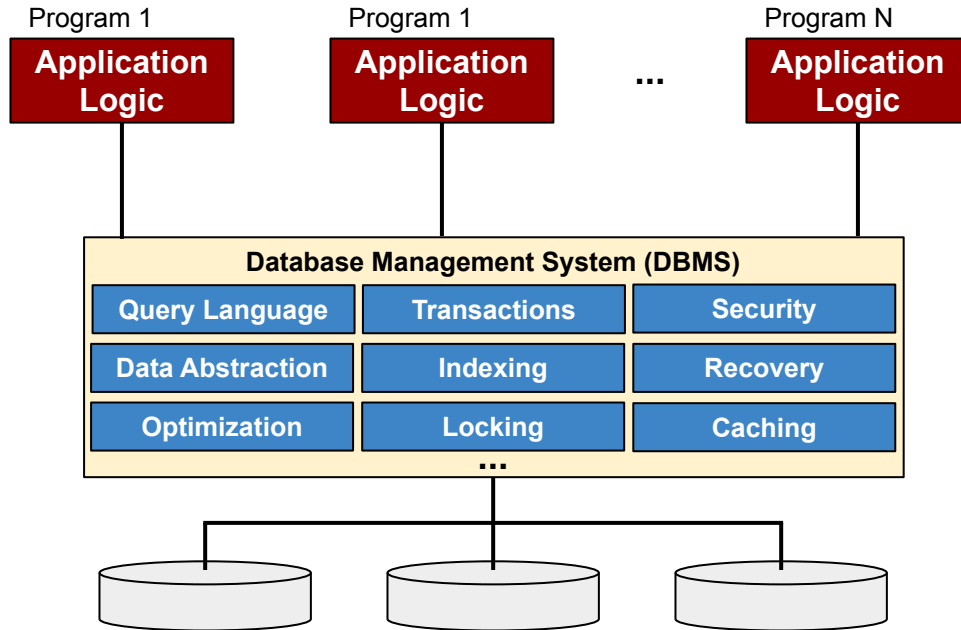 Program 1
Program 1
Program N
Application
Logic
Application
Logic
...
Application
Logic
Database Management System (DBMS)
Query Language
Transactions
Security
Data Abstraction
Indexing
Recovery
Optimization
Locking
Caching
...